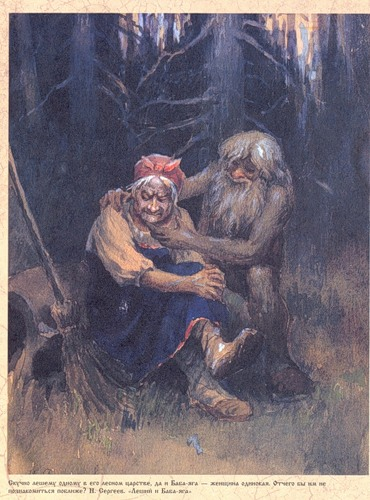 Скучно лешему одному в его лесном царстве, да и Баба-яга — женщина одинокая. Отчего бы им не
познакомиться поближе? Н. Сергеев. «Леший и Баба-яга»